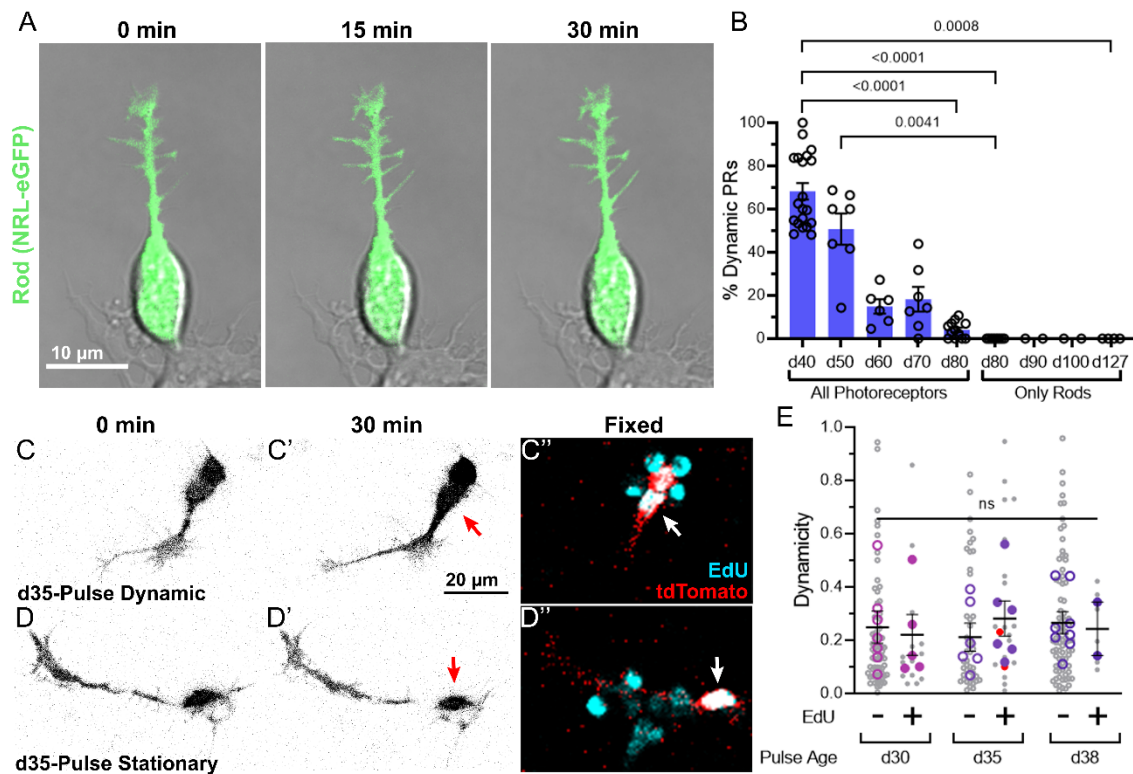 A
0 min
15 min
30 min
Rod (NRL-eGFP)
10 µm
B
0.0008
<0.0001
<0.0001
0.0041
% Dynamic PRs
100
80
60
40
20
0
d40 d50 d60 d70 d80 d80 d90 d100 d127
All Photoreceptors
Only Rods
0 min
30 min
Fixed
C
C'
C''
d35-Pulse Dynamic
20 µm
EdU
tdTomato
D
D'
D''
d35-Pulse Stationary
E
Dynamicity
1.0
0.8
0.6
0.4
0.2
0.0
ns
EdU - + - + - +
Pulse Age d30 d35 d38